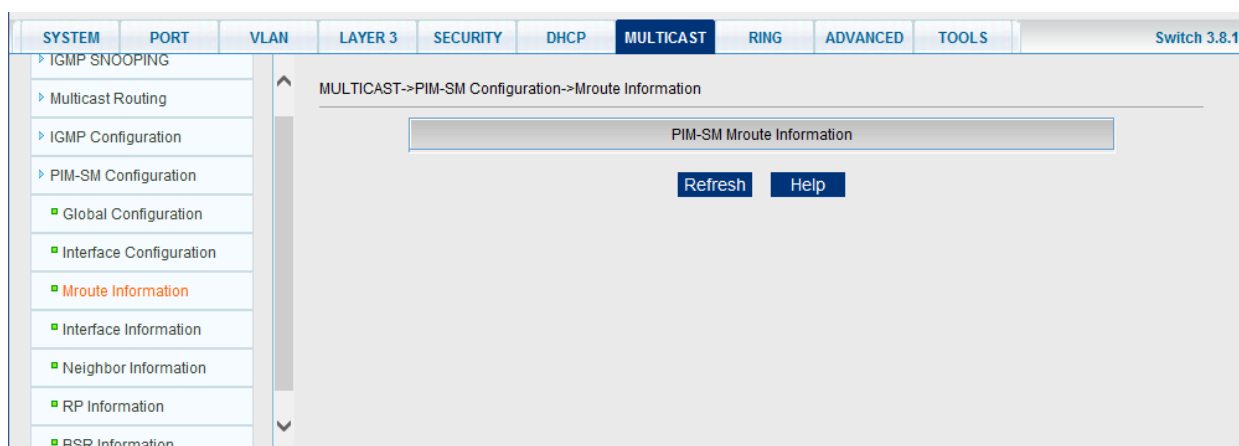 SYSTEM PORT VLAN LAYER 3 SECURITY DHCP MULTICAST RING ADVANCED TOOLS Switch 3.8.1
IGMP SNOOPING
Multicast Routing
IGMP Configuration
PIM-SM Configuration
Global Configuration
Interface Configuration
Mroute Information
Interface Information
Neighbor Information
RP Information
BSR Information
MULTICAST->PIM-SM Configuration->Mroute Information
PIM-SM Mroute Information
Refresh Help